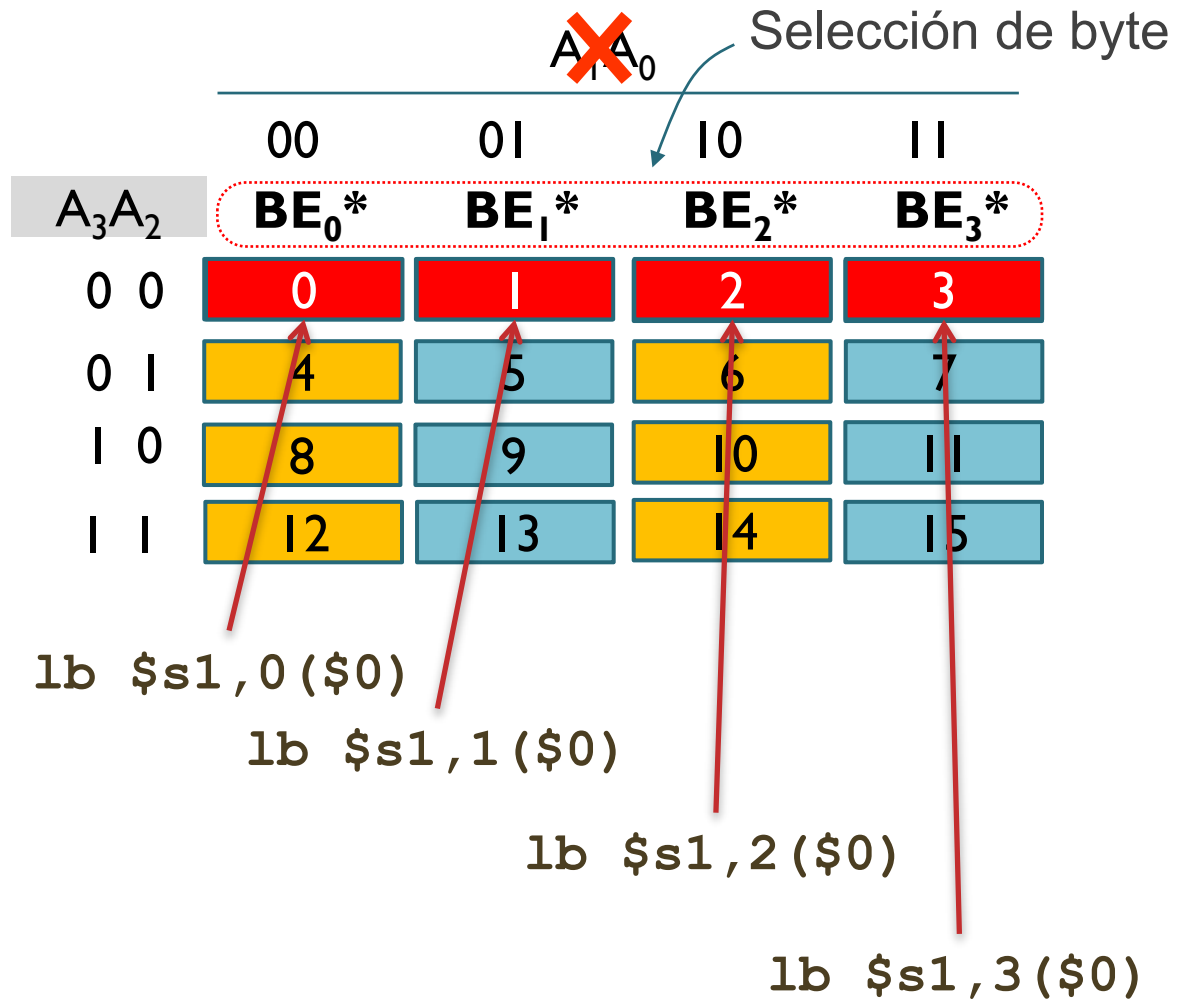 Selección de byte
A₁A₀
00 01 10 11
A₃A₂ BE₀* BE₁* BE₂* BE₃*
0 0 0 1 2 3
0 1 4 5 6 7
1 0 8 9 10 11
1 1 12 13 14 15
lb $s1,0($0)
lb $s1,1($0)
lb $s1,2($0)
lb $s1,3($0)